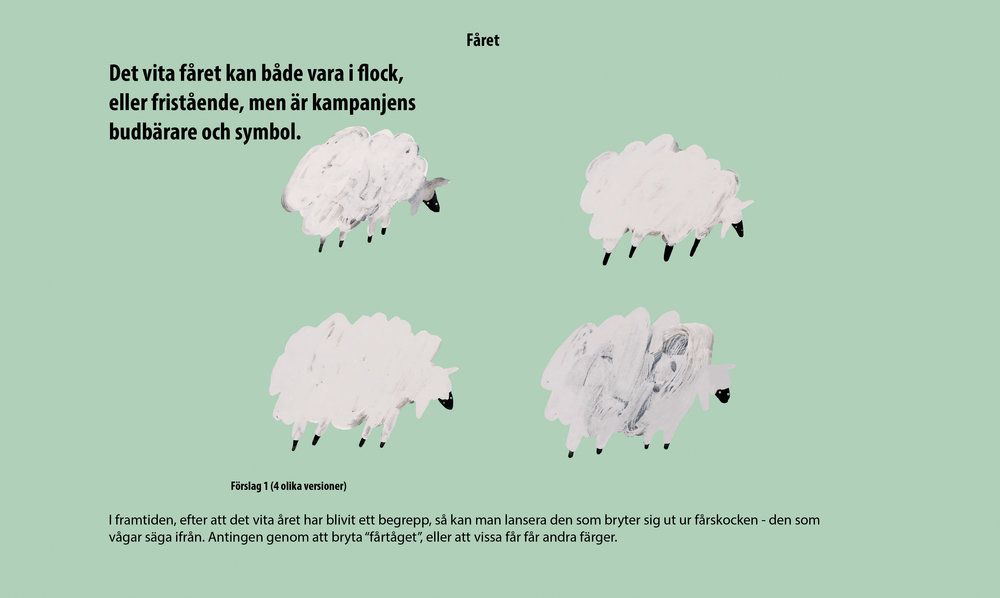 Fåret
Det vita fåret kan både vara i flock,
eller fristående, men är kampanjens
budbärare och symbol.
Förslag 1 (4 olika versioner)
I framtiden, efter att det vita året har blivit ett begrepp, så kan man lansera den som bryter sig ut ur fårskocken - den som
vågar säga ifrån. Antingen genom att bryta “fårtåget”, eller att vissa får får andra färger.